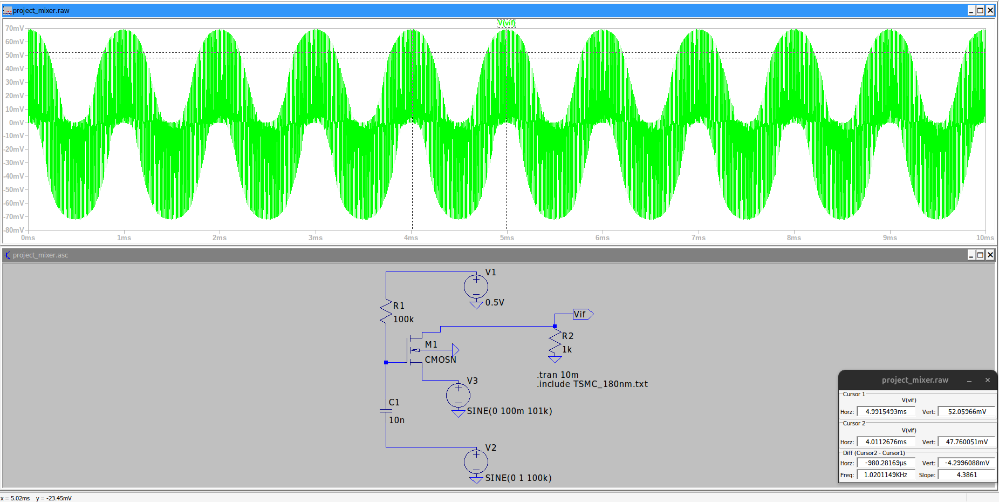 project_mixer.raw
V(vif)
70mV
60mV
50mV
40mV
30mV
20mV
10mV
0mV
-10mV
-20mV
-30mV
-40mV
-50mV
-60mV
-70mV
-80mV
0ms 1ms 2ms 3ms 4ms 5ms 6ms 7ms 8ms 9ms 10ms
project_mixer.asc
V1
0.5V
R1
100k
Vif
R2
1k
M1
CMOSN
.tran 10m
.include TSMC_180nm.txt
V3
SINE(0 100m 101k)
C1
10n
V2
SINE(0 1 100k)
project_mixer.raw
Cursor 1
V(vif)
Horz: 4.9915493ms Vert: 52.05966mV
Cursor 2
V(vif)
Horz: 4.0112676ms Vert: 47.760051mV
Diff (Cursor2 - Cursor1)
Horz: -980.28169µs Vert: -4.2996088mV
Freq: 1.0201149KHz Slope: 4.3861
x = 5.02ms y = -23.45mV